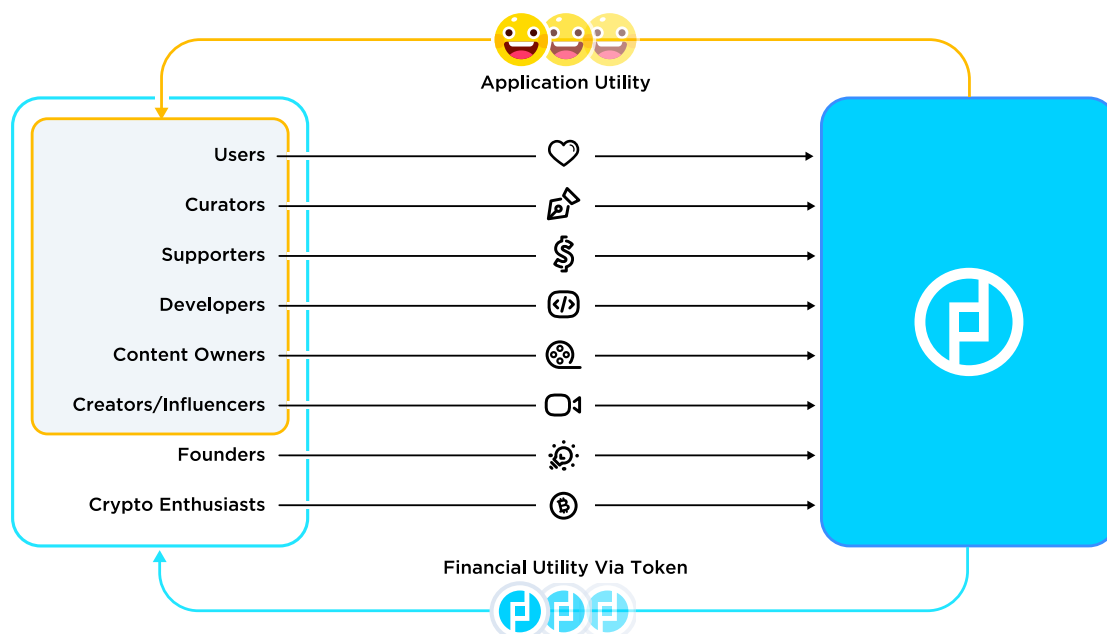 Application Utility
Users
Curators
Supporters
Developers
Content Owners
Creators/Influencers
Founders
Crypto Enthusiasts
Financial Utility Via Token